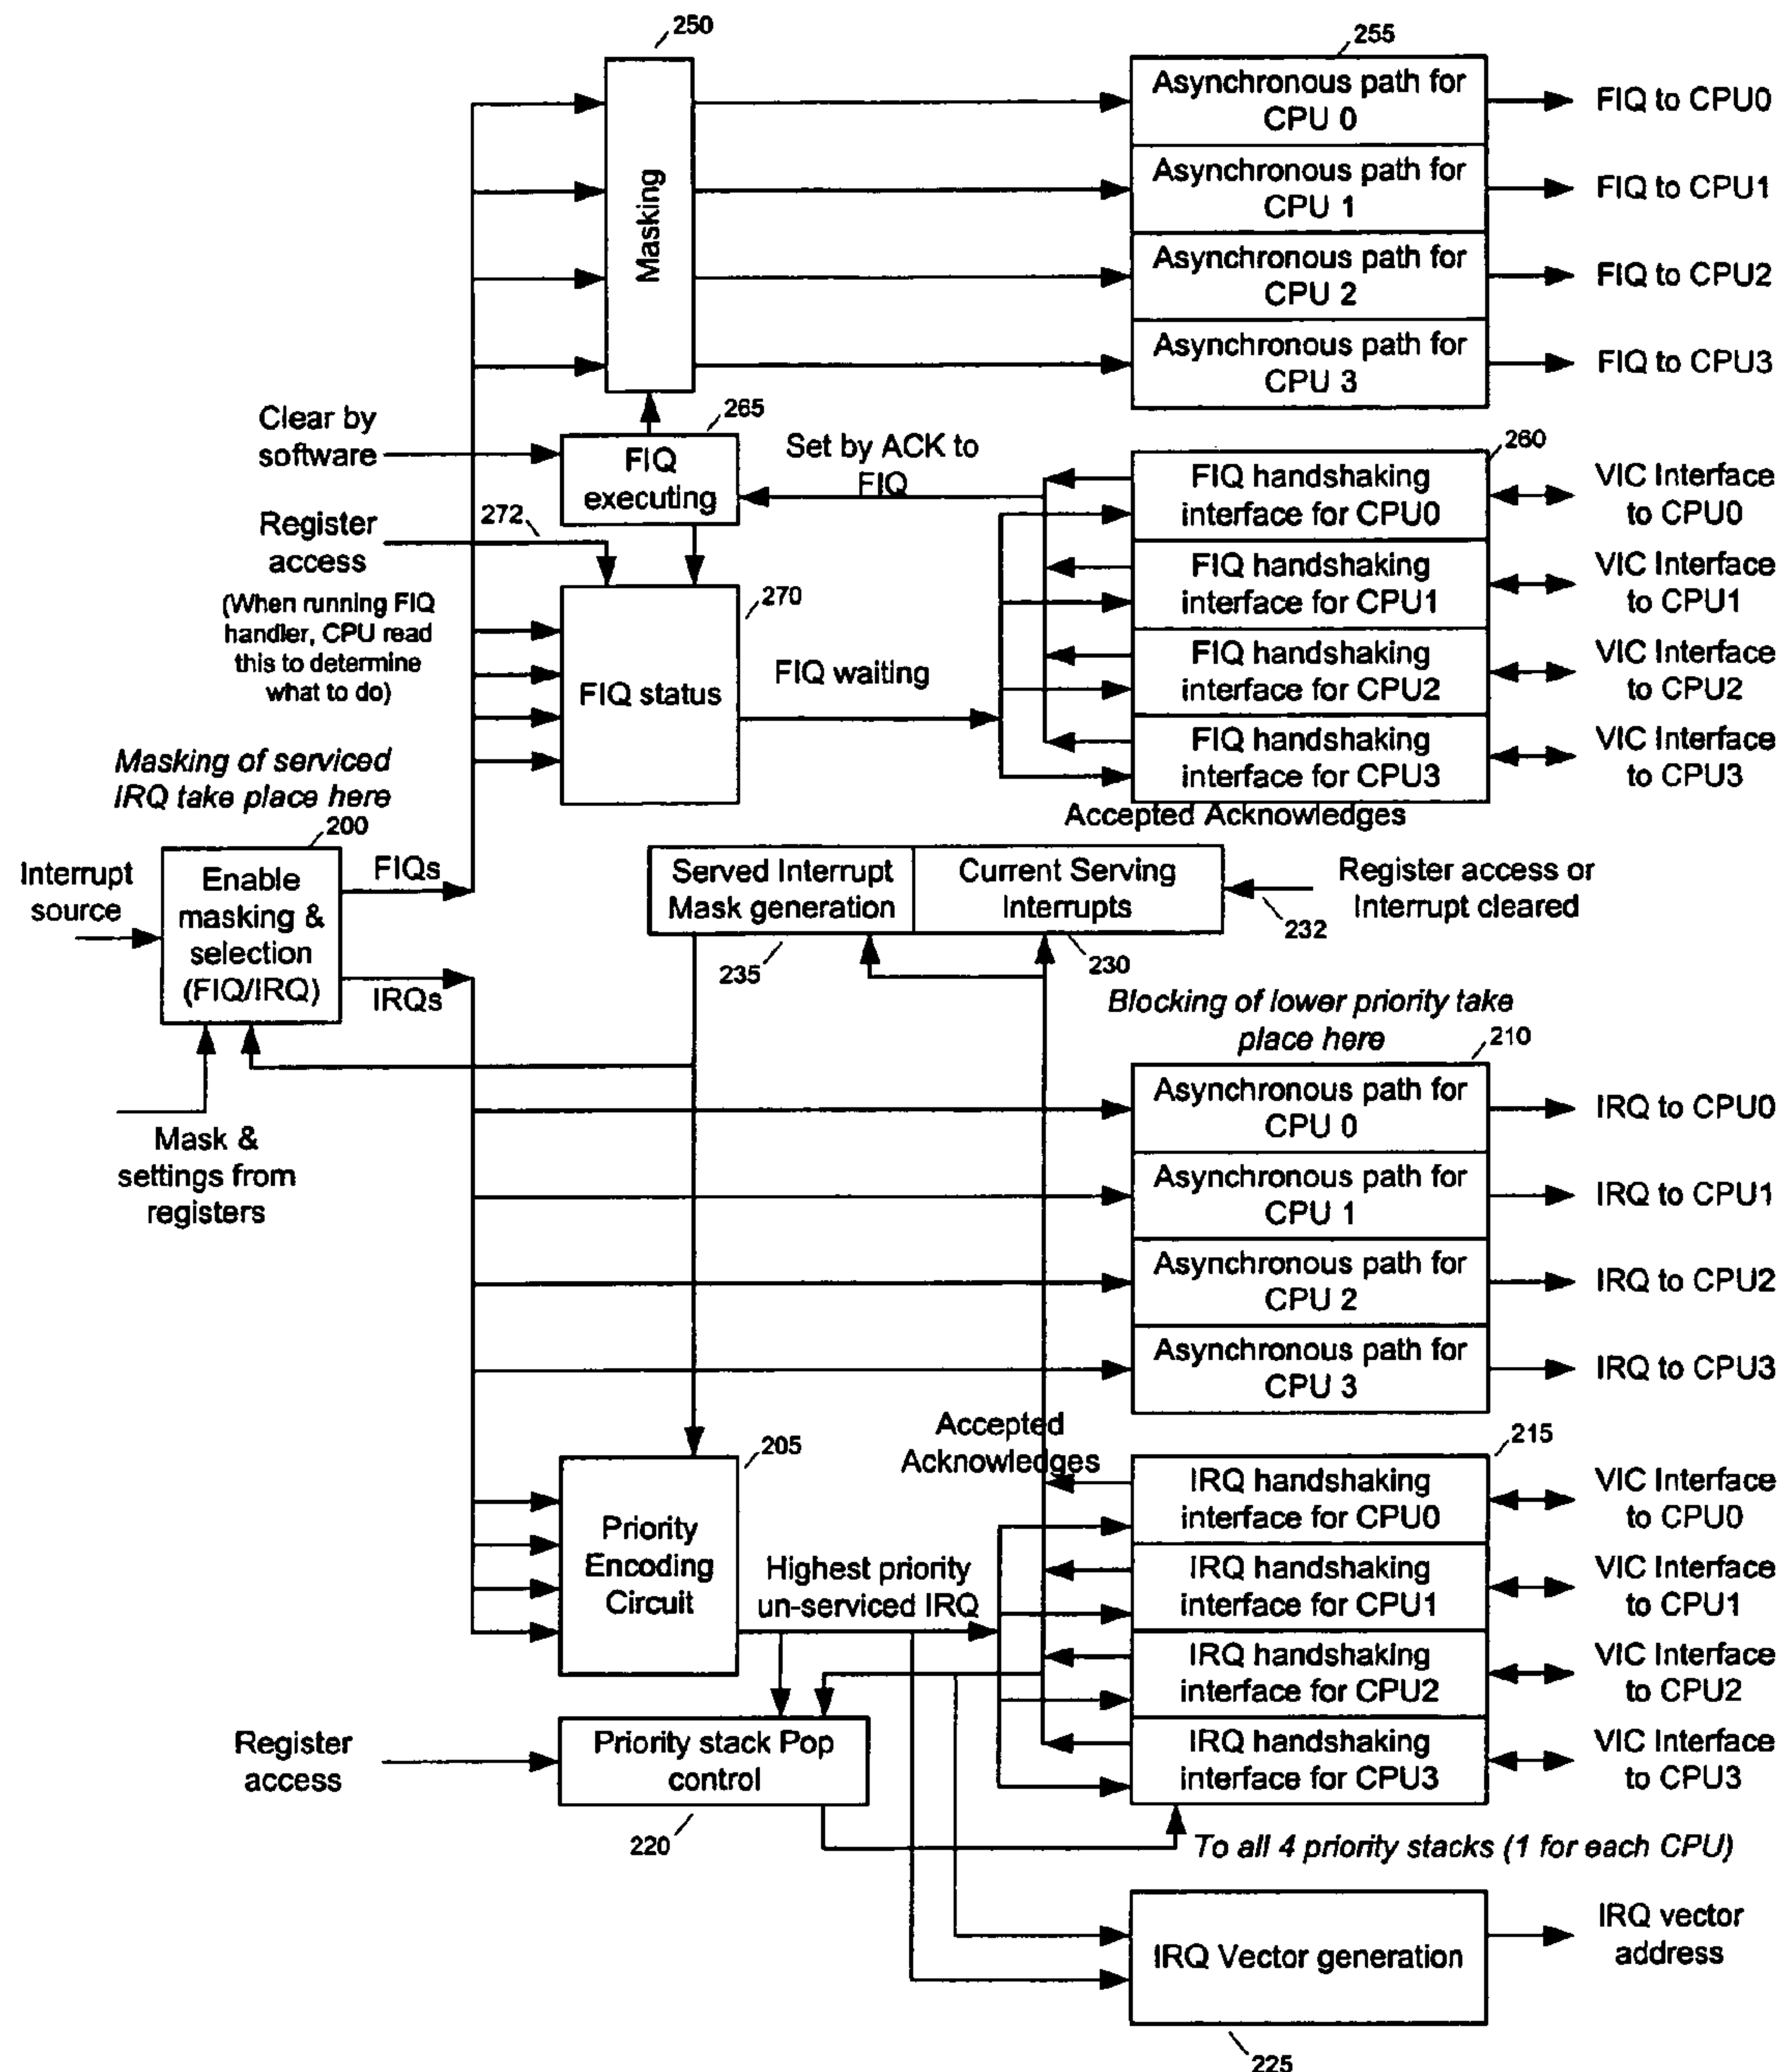 250
Masking
255
Asynchronous path for
CPU 0
Asynchronous path for
CPU 1
Asynchronous path for
CPU 2
Asynchronous path for
CPU 3
FIQ to CPU0
FIQ to CPU1
FIQ to CPU2
FIQ to CPU3
Clear by
software
265
FIQ
executing
Set by ACK to
FIQ
Register
access
(When running FIQ
handler, CPU read
this to determine
what to do)
272
270
FIQ status
FIQ waiting
260
FIQ handshaking
interface for CPU0
FIQ handshaking
interface for CPU1
FIQ handshaking
interface for CPU2
FIQ handshaking
interface for CPU3
VIC Interface
to CPU0
VIC Interface
to CPU1
VIC Interface
to CPU2
VIC Interface
to CPU3
Accepted Acknowledges
Masking of serviced
IRQ take place here
200
Interrupt
source
Enable
masking &
selection
(FIQ/IRQ)
FIQs
IRQs
Mask &
settings from
registers
Served Interrupt
Mask generation
235
Current Serving
Interrupts
230
Register access or
Interrupt cleared
232
Blocking of lower priority take
place here
210
Asynchronous path for
CPU 0
Asynchronous path for
CPU 1
Asynchronous path for
CPU 2
Asynchronous path for
CPU 3
IRQ to CPU0
IRQ to CPU1
IRQ to CPU2
IRQ to CPU3
205
Priority
Encoding
Circuit
Highest priority
un-serviced IRQ
Accepted
Acknowledges
215
IRQ handshaking
interface for CPU0
IRQ handshaking
interface for CPU1
IRQ handshaking
interface for CPU2
IRQ handshaking
interface for CPU3
VIC Interface
to CPU0
VIC Interface
to CPU1
VIC Interface
to CPU2
VIC Interface
to CPU3
Register
access
Priority stack Pop
control
220
To all 4 priority stacks (1 for each CPU)
IRQ Vector generation
225
IRQ vector
address